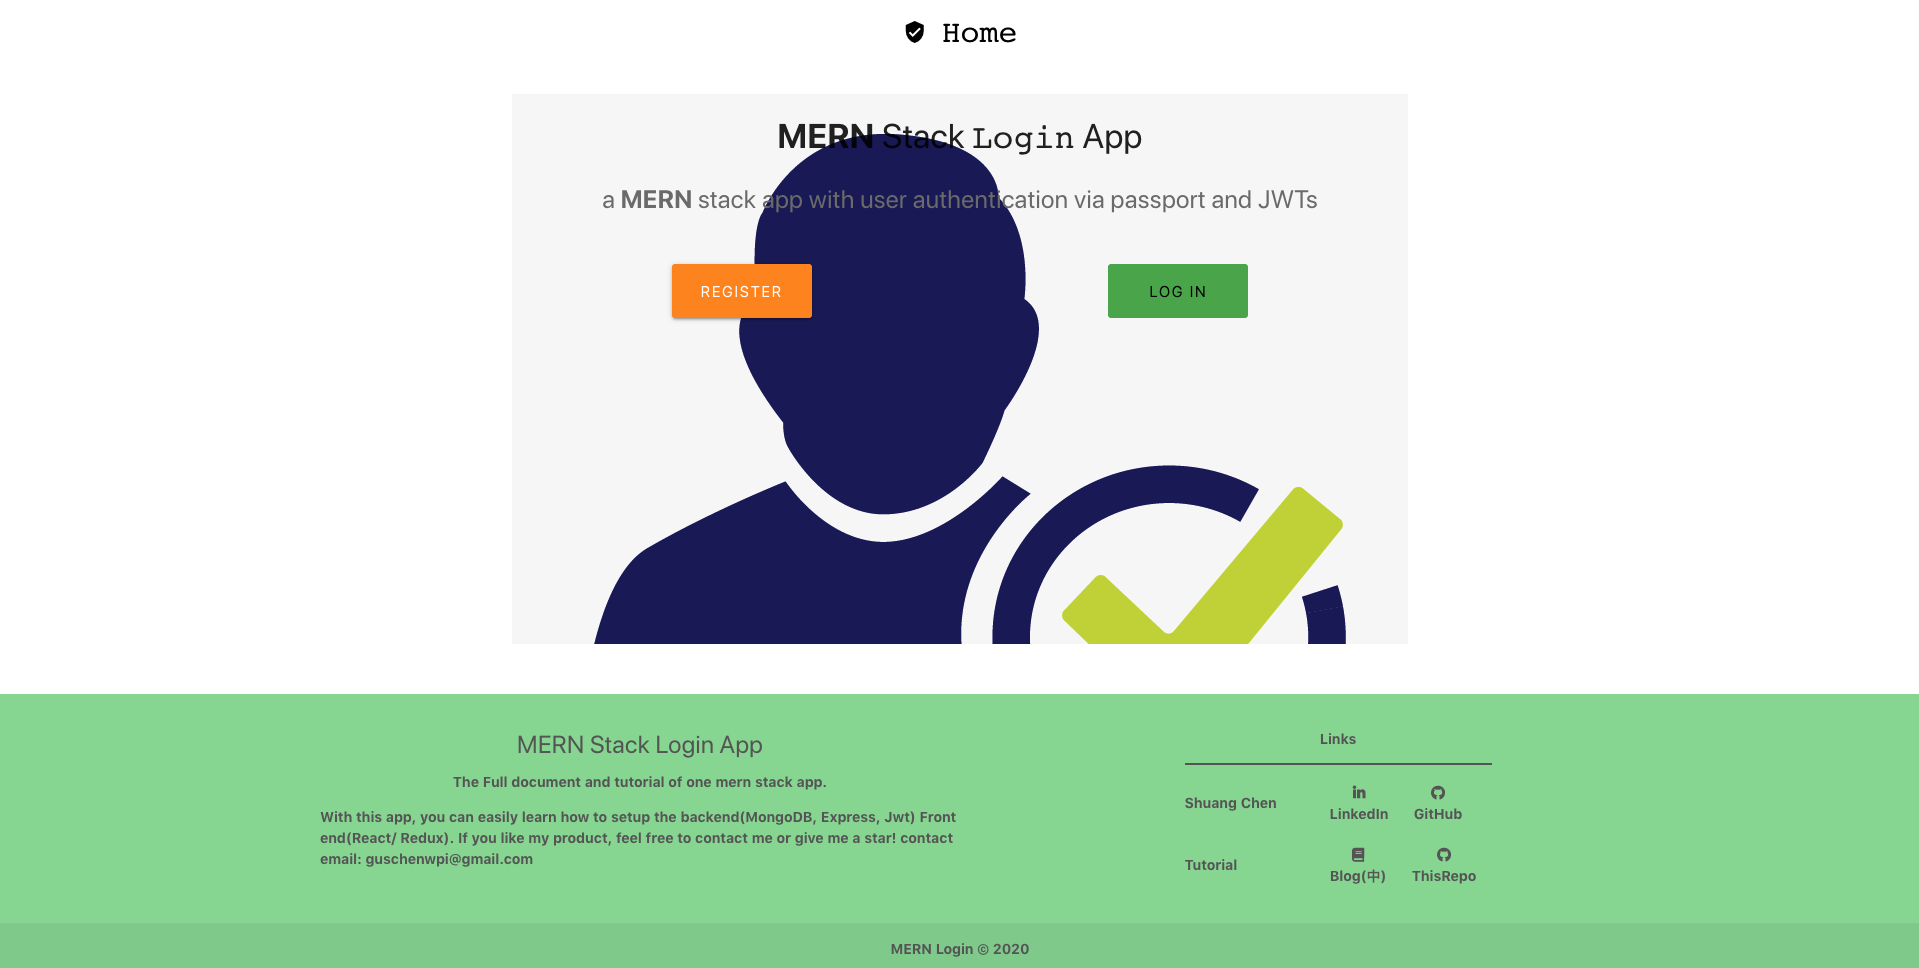 Home
MERN Stack Login App
a MERN stack app with user authentication via passport and JWTs
REGISTER
LOG IN
MERN Stack Login App
The Full document and tutorial of one mern stack app.
With this app, you can easily learn how to setup the backend(MongoDB, Express, Jwt) Front
end(React/ Redux). If you like my product, feel free to contact me or give me a star! contact
email: guschenwpi@gmail.com
Links
Shuang Chen
LinkedIn
GitHub
Tutorial
Blog(中)
ThisRepo
MERN Login © 2020